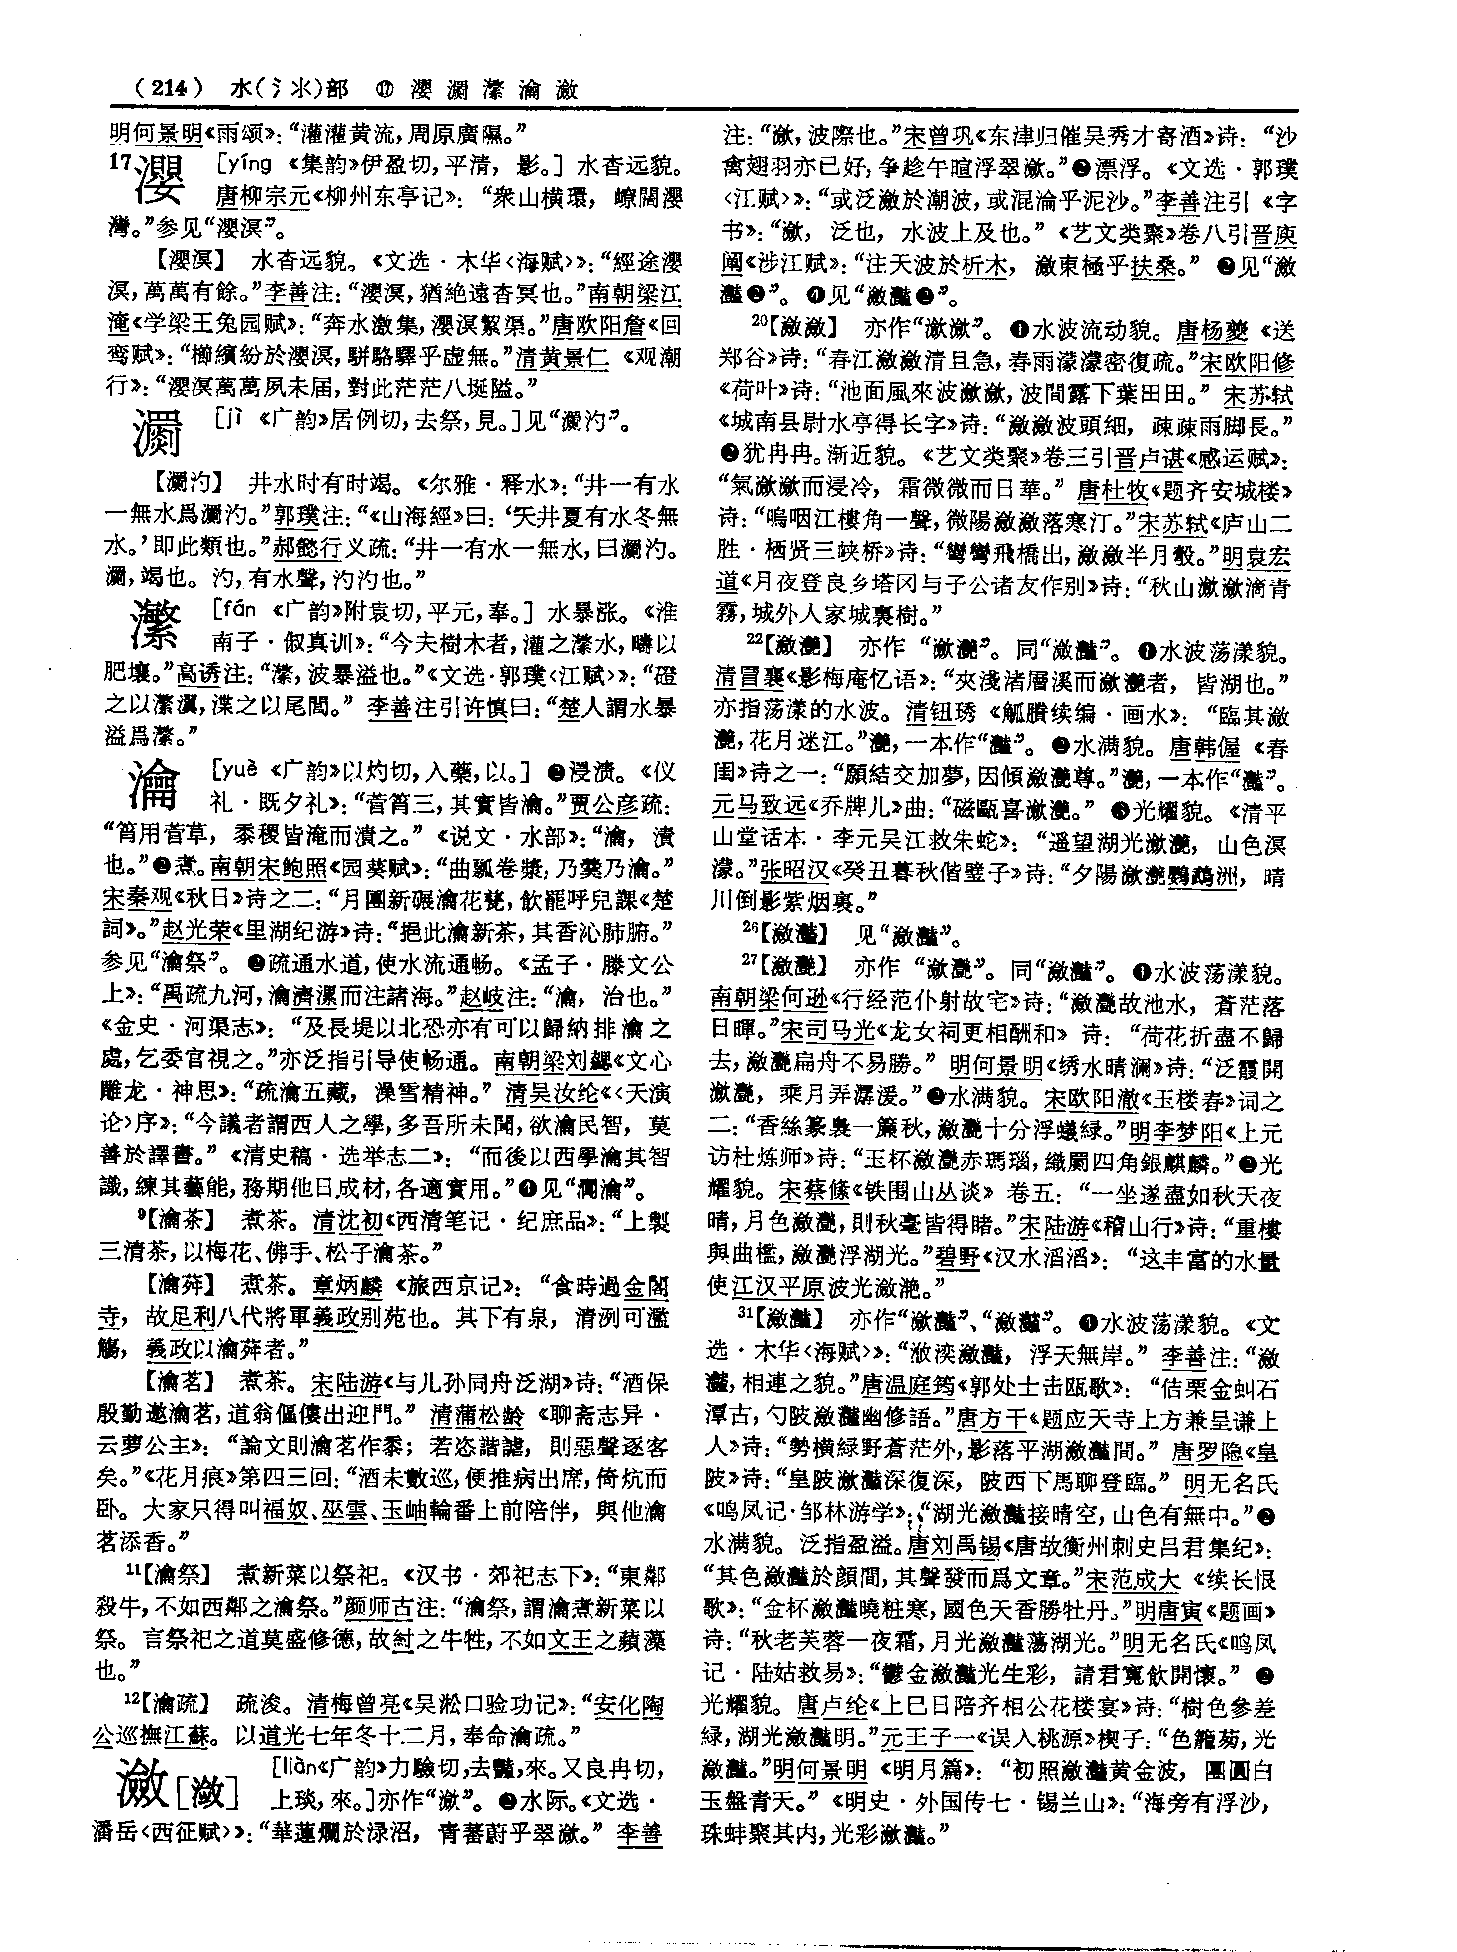 （214） 水(氵氺)部 ⑰ 瀴 瀱 瀿 瀹 瀲
明何景明《雨颂》：“灌灌黄流，周原廣隰。”
17瀴 [yǐng 《集韵》伊盈切，平清，影。] 水杳远貌。
唐柳宗元《柳州东亭记》：“衆山横環，嶛闊瀴
灣。”参见“瀴溟”。
【瀴溟】 水杳远貌。《文选·木华〈海赋〉》：“經途瀴
溟，萬萬有餘。”李善注：“瀴溟，猶絶遠杳冥也。”南朝梁江
淹《学梁王兔园赋》：“奔水激集，瀴溟絜渠。”唐欧阳詹《回
鸾赋》：“櫛繽紛於瀴溟，駢駱驛乎虚無。”清黄景仁《观潮
行》：“瀴溟萬萬夙未届，對此茫茫八埏隘。”
瀱 [jì 《广韵》居例切，去祭，見。]见“瀱汋”。
【瀱汋】 井水时有时竭。《尔雅·释水》：“井一有水
一無水爲瀱汋。”郭璞注：“《山海經》曰：‘天井夏有水冬無
水。’即此類也。”郝懿行义疏：“井一有水一無水，曰瀱汋。
瀱，竭也。汋，有水聲，汋汋也。”
瀿 [fán 《广韵》附袁切，平元，奉。] 水暴涨。《淮
南子·俶真训》：“今夫樹木者，灌之瀿水，疇以
肥壤。”高诱注：“瀿，波暴溢也。”《文选·郭璞〈江赋〉》：“磴
之以瀿瀷，渫之以尾閭。” 李善注引许慎曰：“楚人謂水暴
溢爲瀿。”
瀹 [yuè 《广韵》以灼切，入藥，以。] ❶浸渍。《仪
礼·既夕礼》：“菅筲三，其實皆瀹。”贾公彦疏：
“筲用菅草，黍稷皆淹而漬之。”《说文·水部》：“瀹，漬
也。”❷煮。南朝宋鲍照《园葵赋》：“曲瓢卷漿，乃羹乃瀹。”
宋秦观《秋日》诗之二：“月團新碾瀹花甆，飲罷呼兒課《楚
詞》。”赵光荣《里湖纪游》诗：“挹此瀹新茶，其香沁肺腑。”
参见“瀹祭”。 ❸疏通水道，使水流通畅。《孟子·滕文公
上》：“禹疏九河，瀹濟漯而注諸海。”赵岐注：“瀹，治也。”
《金史·河渠志》：“及長堤以北恐亦有可以歸納排瀹之
處，乞委官視之。”亦泛指引导使畅通。南朝梁刘勰《文心
雕龙·神思》：“疏瀹五藏，澡雪精神。” 清吴汝纶《〈天演
论〉序》：“今議者謂西人之學，多吾所未聞，欲瀹民智，莫
善於譯書。”《清史稿·选举志二》：“而後以西學瀹其智
識，練其藝能，務期他日成材，各適實用。”❹见“瀾瀹”。
9【瀹茶】 煮茶。清沈初《西清笔记·纪庶品》：“上製
三清茶，以梅花、佛手、松子瀹茶。”
【瀹荈】 煮茶。章炳麟《旅西京记》：“食時過金閣
寺，故足利八代將軍義政别苑也。其下有泉，清冽可濫
觴，義政以瀹荈者。”
【瀹茗】 煮茶。宋陆游《与儿孙同舟泛湖》诗：“酒保
殷勤邀瀹茗，道翁傴僂出迎門。” 清蒲松龄《聊斋志异·
云萝公主》：“論文則瀹茗作黍；若恣諧謔，則惡聲逐客
矣。”《花月痕》第四三回：“酒未數巡，便推病出席，倚炕而
卧。大家只得叫福奴、巫雲、玉岫輪番上前陪伴，與他瀹
茗添香。”
11【瀹祭】 煮新菜以祭祀。《汉书·郊祀志下》：“東鄰
殺牛，不如西鄰之瀹祭。”颜师古注：“瀹祭，謂瀹煮新菜以
祭。言祭祀之道莫盛修德，故紂之牛牲，不如文王之蘋藻
也。”
12【瀹疏】 疏浚。清梅曾亮《吴淞口验功记》：“安化陶
公巡撫江蘇。以道光七年冬十二月，奉命瀹疏。”
瀲[潋] [liàn《广韵》力驗切，去豔，來。又良冉切，
上琰，來。]亦作“澰”。❶水际。《文选·
潘岳〈西征赋〉》：“華蓮爛於渌沼，青蕃蔚乎翠澰。” 李善
注：“澰，波際也。”宋曾巩《东津归催吴秀才寄酒》诗：“沙
禽翅羽亦已好，争趁午暄浮翠澰。”❷漂浮。《文选·郭璞
〈江赋〉》：“或泛瀲於潮波，或混淪乎泥沙。”李善注引《字
书》：“澰，泛也，水波上及也。”《艺文类聚》卷八引晋庾
阐《涉江赋》：“注天波於析木，瀲東極乎扶桑。” ❸见“瀲
灩❷”。❹见“瀲灩❸”。
20【瀲瀲】 亦作“澰澰”。❶水波流动貌。唐杨夔《送
郑谷》诗：“春江瀲瀲清且急，春雨濛濛密復疏。”宋欧阳修
《荷叶》诗：“池面風來波瀲瀲，波間露下葉田田。”宋苏轼
《城南县尉水亭得长字》诗：“瀲瀲波頭細，疎疎雨脚長。”
❷犹冉冉。渐近貌。《艺文类聚》卷三引晋卢谌《感运赋》：
“氣澰澰而浸冷，霜微微而日華。” 唐杜牧《题齐安城楼》
诗：“嗚咽江樓角一聲，微陽瀲瀲落寒汀。”宋苏轼《庐山二
胜·栖贤三峡桥》诗：“彎彎飛橋出，瀲瀲半月彀。”明袁宏
道《月夜登良乡塔冈与子公诸友作别》诗：“秋山澰澰滴青
霧，城外人家城裏樹。”
22【瀲灔】 亦作“澰灔”。同“瀲灩”。❶水波荡漾貌。
清冒襄《影梅庵忆语》：“夾淺渚層溪而澰灔者，皆湖也。”
亦指荡漾的水波。清钮琇《觚賸续编·画水》：“臨其瀲
灔，花月迷江。”灔，一本作“灩”。❷水满貌。唐韩偓《春
闺》诗之一：“願結交加夢，因傾瀲灔尊。”灔，一本作“灩”。
元马致远《乔牌儿》曲：“磁甌喜澰灔。” ❸光耀貌。《清平
山堂话本·李元吴江救朱蛇》：“遥望湖光瀲灔，山色溟
濛。”张昭汉《癸丑暮秋偕璧子》诗：“夕陽澰灔鹦鹉洲，晴
川倒影紫烟裏。”
26【瀲灎】 见“瀲灩”。
27【瀲灧】 亦作“澰灧”。同“瀲灩”。❶水波荡漾貌。
南朝梁何逊《行经范仆射故宅》诗：“瀲灧故池水，蒼茫落
日暉。”宋司马光《龙女祠更相酬和》诗：“荷花折盡不歸
去，瀲灧扁舟不易勝。” 明何景明《绣水晴澜》诗：“泛霞開
澰灧，乘月弄潺湲。”❷水满貌。宋欧阳澈《玉楼春》词之
二：“香絲篆裊一簾秋，瀲灧十分浮蟻緑。”明李梦阳《上元
访杜炼师》诗：“玉杯瀲灧赤瑪瑙，織罽四角銀麒麟。”❸光
耀貌。宋蔡絛《铁围山丛谈》卷五：“一坐遂盡如秋天夜
晴，月色瀲灧，則秋毫皆得睹。”宋陆游《稽山行》诗：“重樓
與曲檻，瀲灧浮湖光。”碧野《汉水滔滔》：“这丰富的水量
使江汉平原波光潋滟。”
31【瀲灩】 亦作“澰灩”、“瀲灎”。❶水波荡漾貌。《文
选·木华〈海赋〉》：“浟湙瀲灩，浮天無岸。” 李善注：“瀲
灩，相連之貌。”唐温庭筠《郭处士击瓯歌》：“佶栗金虯石
潭古，勺陂瀲灩幽修語。”唐方干《题应天寺上方兼呈谦上
人》诗：“勢横緑野蒼茫外，影落平湖瀲灩間。” 唐罗隐《皇
陂》诗：“皇陂澰灩深復深，陂西下馬聊登臨。” 明无名氏
《鸣凤记·邹林游学》：“湖光瀲灩接晴空，山色有無中。”❷
水满貌。泛指盈溢。唐刘禹锡《唐故衡州刺史吕君集纪》：
“其色瀲灩於顔間，其聲發而爲文章。”宋范成大《续长恨
歌》：“金杯瀲灩曉粧寒，國色天香勝牡丹。”明唐寅《题画》
诗：“秋老芙蓉一夜霜，月光瀲灩蕩湖光。”明无名氏《鸣凤
记·陆姑救易》：“鬱金瀲灩光生彩，請君寬飲開懷。” ❸
光耀貌。唐卢纶《上巳日陪齐相公花楼宴》诗：“樹色參差
緑，湖光瀲灩明。”元王子一《误入桃源》楔子：“色籠葱，光
瀲灩。”明何景明《明月篇》：“初照瀲灩黄金波，團圓白
玉盤青天。”《明史·外国传七·锡兰山》：“海旁有浮沙，
珠蚌聚其内，光彩澰灩。”